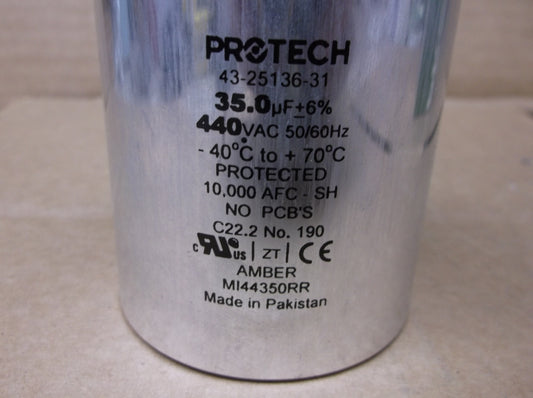 PROTECH
43-25136-31
35.0µF±6%
440VAC 50/60Hz
- 40°C to + 70°C
PROTECTED
10,000 AFC - SH
NO PCB'S
C22.2 No. 190
c RU us | ZT | CE
AMBER
MI44350RR
Made in Pakistan